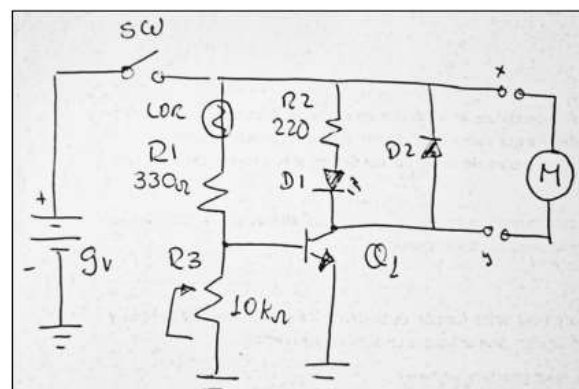 SW
x
LDR
R2
220
D2
R1
330Ω
D1
M
+
-
9v
R3
10KΩ
Q1
y